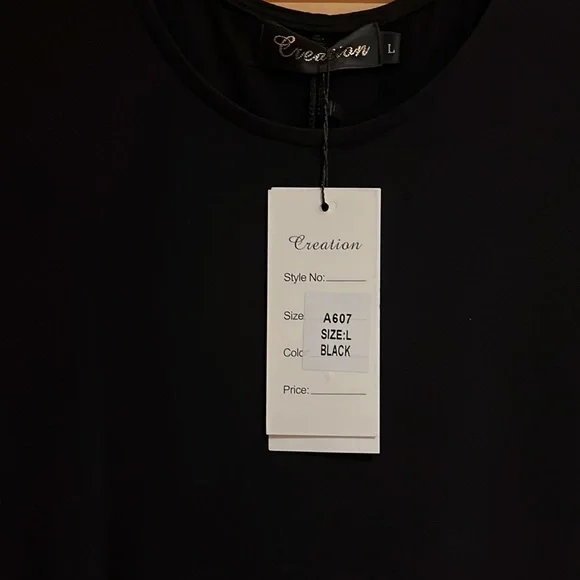 Creation
L
Creation
Style No:
Size
A607
SIZE:L
Colo
BLACK
Price: